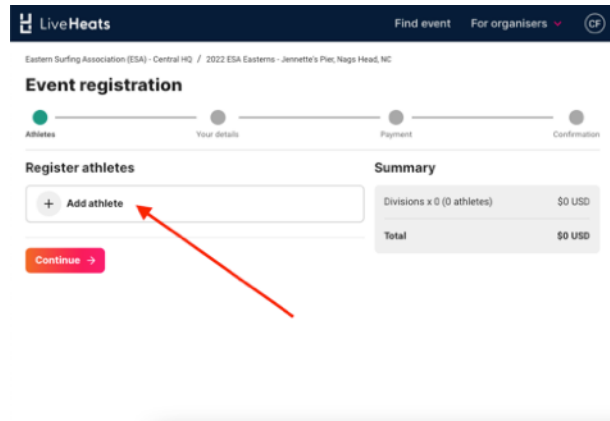 LiveHeats Find event For organisers CF
Eastern Surfing Association (ESA) - Central HQ / 2022 ESA Easterns - Jennette's Pier, Nags Head, NC
Event registration
Athletes Your details Payment Confirmation
Register athletes
+ Add athlete
Continue →
Summary
Divisions x 0 (0 athletes) $0 USD
Total $0 USD